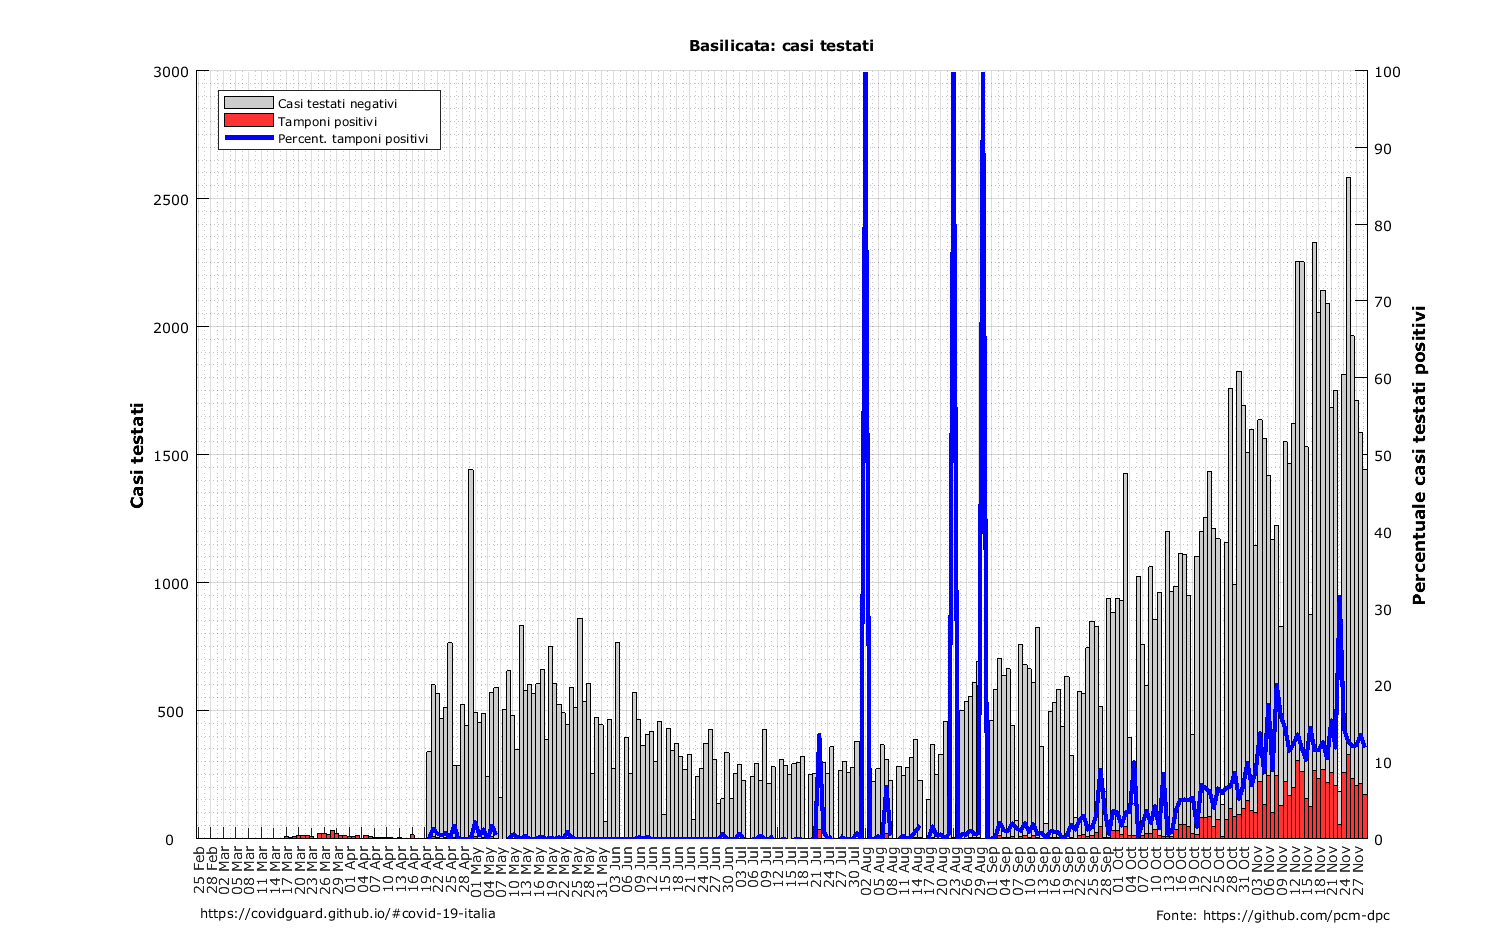 Basilicata: casi testati
Casi testati negativi
Tamponi positivi
Percent. tamponi positivi
Casi testati
3000
2500
2000
1500
1000
500
0
100
90
80
70
60
50
40
30
20
10
0
Percentuale casi testati positivi
25 Feb
28 Feb
02 Mar
05 Mar
08 Mar
11 Mar
14 Mar
17 Mar
20 Mar
23 Mar
26 Mar
29 Mar
01 Apr
04 Apr
07 Apr
10 Apr
13 Apr
16 Apr
19 Apr
22 Apr
25 Apr
28 Apr
01 May
04 May
07 May
10 May
13 May
16 May
19 May
22 May
25 May
28 May
31 May
03 Jun
06 Jun
09 Jun
12 Jun
15 Jun
18 Jun
21 Jun
24 Jun
27 Jun
30 Jun
03 Jul
06 Jul
09 Jul
12 Jul
15 Jul
18 Jul
21 Jul
24 Jul
27 Jul
30 Jul
02 Aug
05 Aug
08 Aug
11 Aug
14 Aug
17 Aug
20 Aug
23 Aug
26 Aug
29 Aug
01 Sep
04 Sep
07 Sep
10 Sep
13 Sep
16 Sep
19 Sep
22 Sep
25 Sep
28 Sep
01 Oct
04 Oct
07 Oct
10 Oct
13 Oct
16 Oct
19 Oct
22 Oct
25 Oct
28 Oct
31 Oct
03 Nov
06 Nov
09 Nov
12 Nov
15 Nov
18 Nov
21 Nov
24 Nov
27 Nov
https://covidguard.github.io/#covid-19-italia
Fonte: https://github.com/pcm-dpc